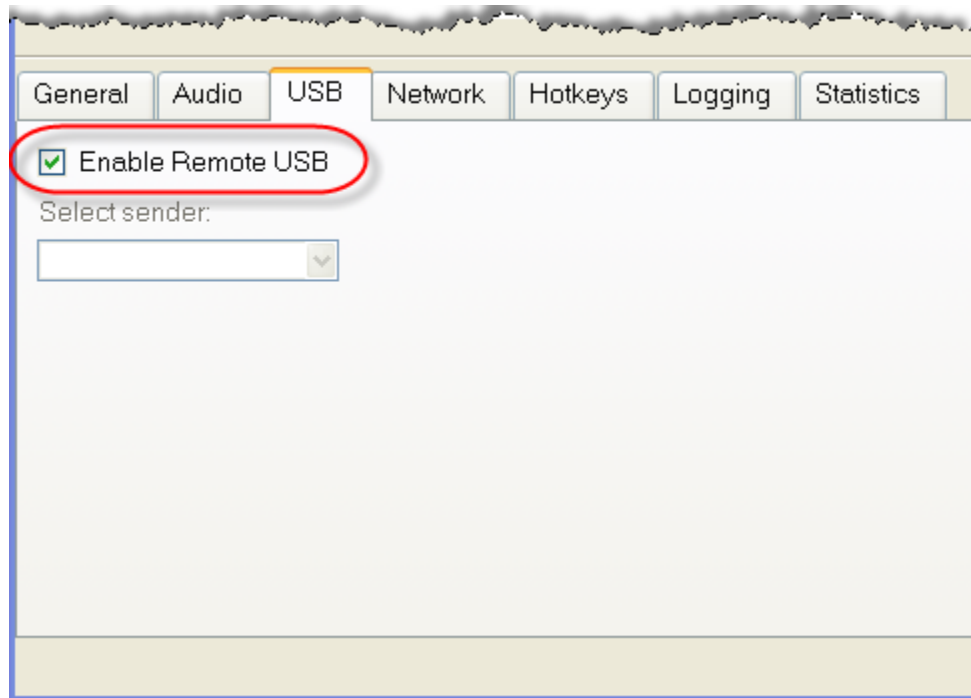 General Audio USB Network Hotkeys Logging Statistics
Enable Remote USB
Select sender: